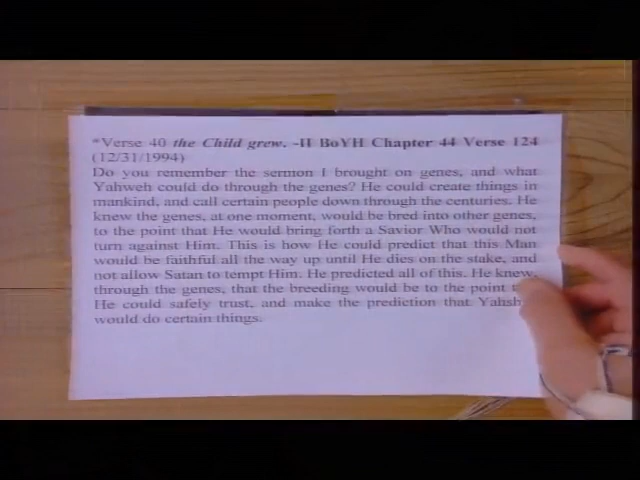 *Verse 40 the Child grew. -II BoYH Chapter 44 Verse 124
(12/31/1994)
Do you remember the sermon I brought on genes, and what
Yahweh could do through the genes? He could create things in
mankind, and call certain people down through the centuries. He
knew the genes, at one moment, would be bred into other genes,
to the point that He would bring forth a Savior Who would not
turn against Him. This is how He could predict that this Man
would be faithful all the way up until He dies on the stake, and
not allow Satan to tempt Him. He predicted all of this. He knew,
through the genes, that the breeding would be to the point
He could safely trust, and make the prediction that
would do certain things.